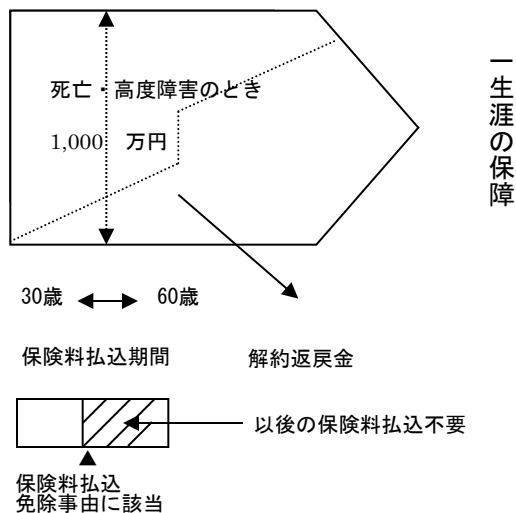 死亡・高度障害のとき
1,000 万円
一生涯の保障
30歳 60歳
保険料払込期間
解約返戻金
以後の保険料払込不要
保険料払込
免除事由に該当